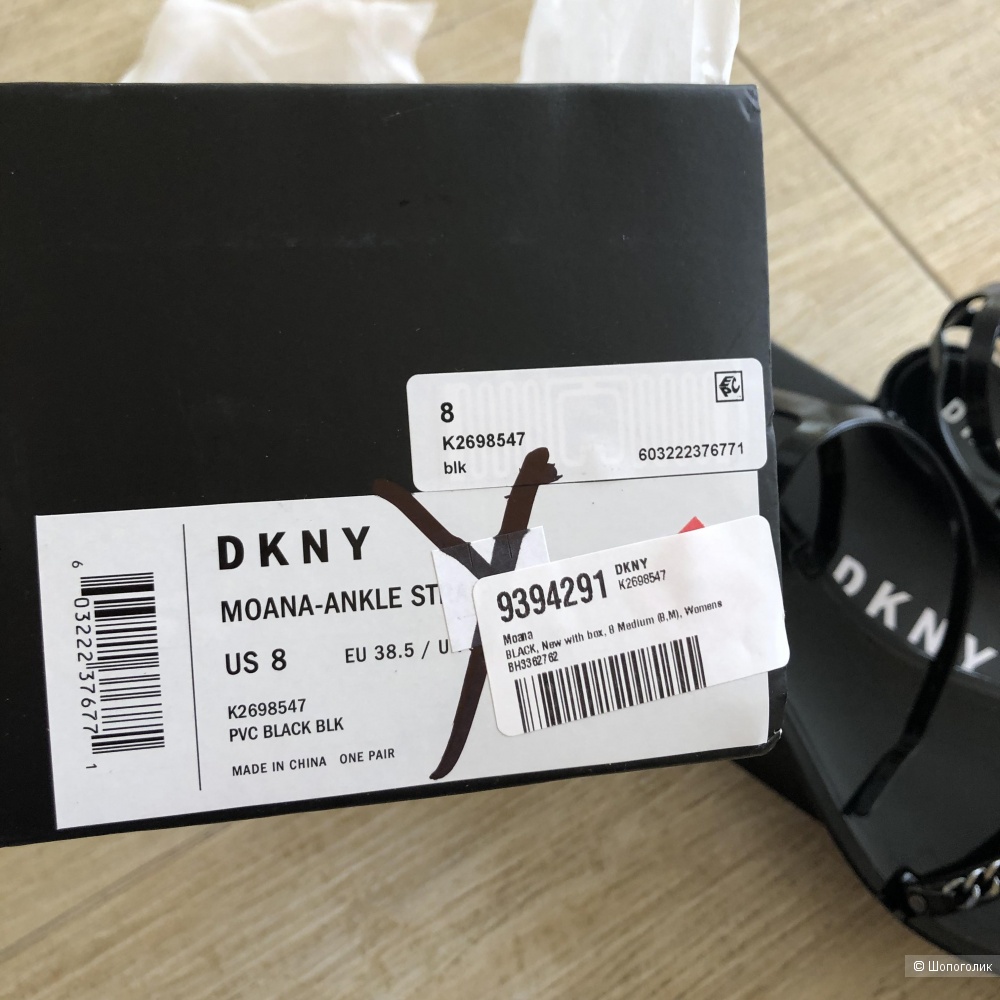 8
K2698547
blk
603222376771
DKNY
MOANA-ANKLE
US 8
EU 38.5 /
K2698547
PVC BLACK BLK
MADE IN CHINA ONE PAIR
6 03222 37677 1
9394291
DKNY
K2698547
Moana
BLACK, New with box, 8 Medium (B,M), Womens
BH3362762
DKNY
© Шопоголик